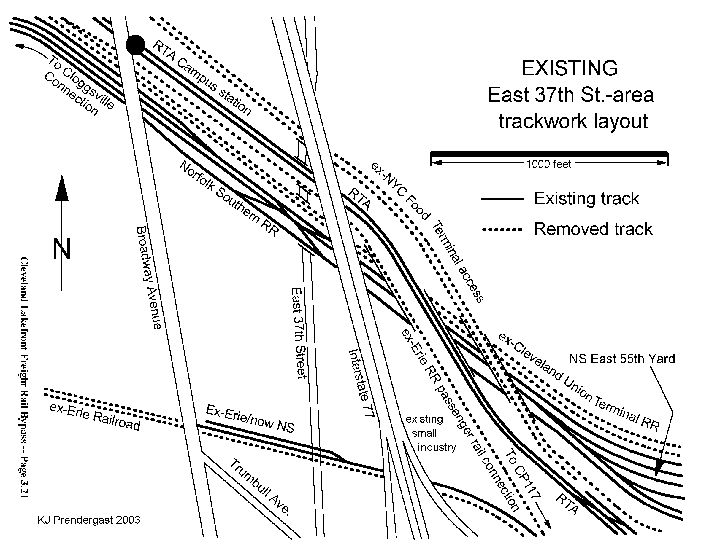 EXISTING
East 37th St.-area
trackwork layout
1000 feet
Existing track
Removed track
To Cloggsville
Connection
RTA Campus station
Norfolk Southern RR
RTA
ex-NYC Food Terminal access
N
Broadway Avenue
East 37th Street
Interstate 77
ex-Erie RR passenger rail connection
ex-Cleveland Union Terminal RR
NS East 55th Yard
ex-Erie Railroad
Ex-Erie/now NS
existing
small
industry
Trumbull Ave.
To CP117
RTA
Cleveland Lakefront Freight Rail Bypass -- Page 3.21
KJ Prendergast 2003